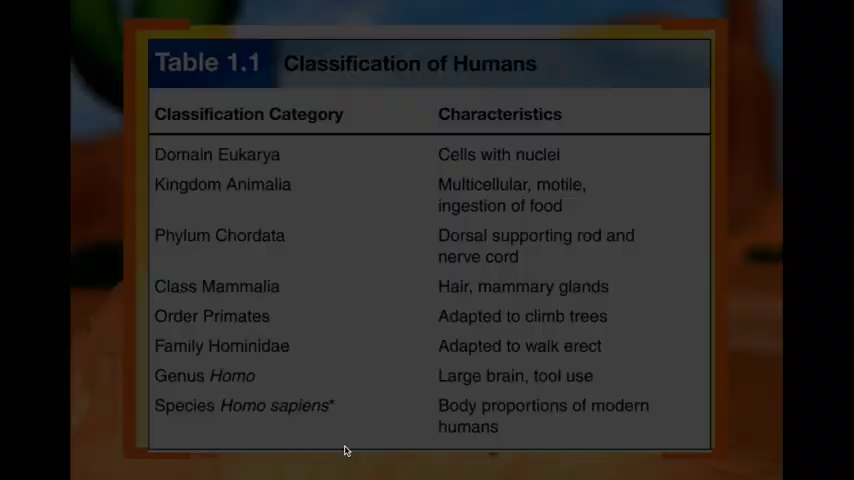 Table 1.1 Classification of Humans
Classification Category Characteristics
Domain Eukarya Cells with nuclei
Kingdom Animalia Multicellular, motile,
ingestion of food
Phylum Chordata Dorsal supporting rod and
nerve cord
Class Mammalia Hair, mammary glands
Order Primates Adapted to climb trees
Family Hominidae Adapted to walk erect
Genus Homo Large brain, tool use
Species Homo sapiens* Body proportions of modern
humans